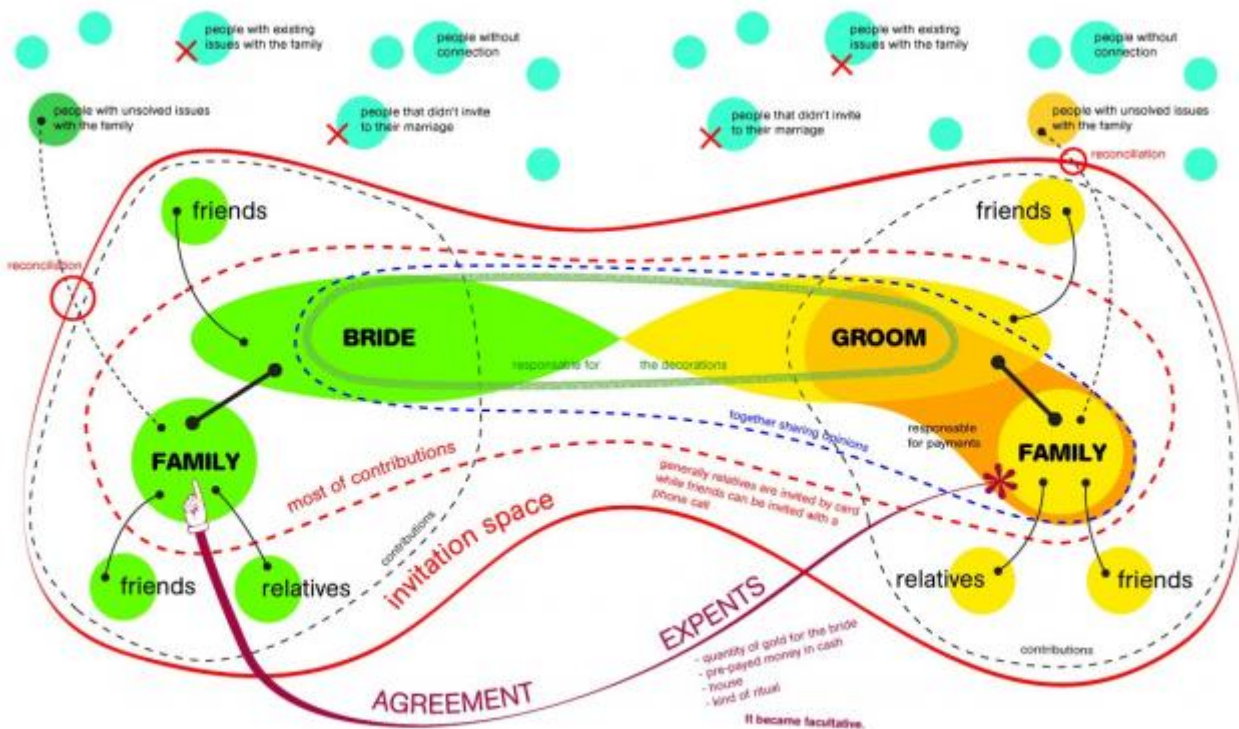 people with existing
issues with the family
people without
connection
people with existing
issues with the family
people without
connection
people with unsolved issues
with the family
people that didn't invite
to their marriage
people that didn't invite
to their marriage
people with unsolved issues
with the family
reconciliation
friends
friends
reconciliation
BRIDE
GROOM
responsable for
the decorations
together sharing opinions
responsable
for payments
FAMILY
FAMILY
most of contributions
generally relatives are invited by card
while friends can be invited with a
phone call
invitation space
contributions
friends
relatives
relatives
friends
AGREEMENT
EXPENTS
- quantity of gold for the bride
- pre-payed money in cash
- house
- kind of ritual
It became facultative.
contributions